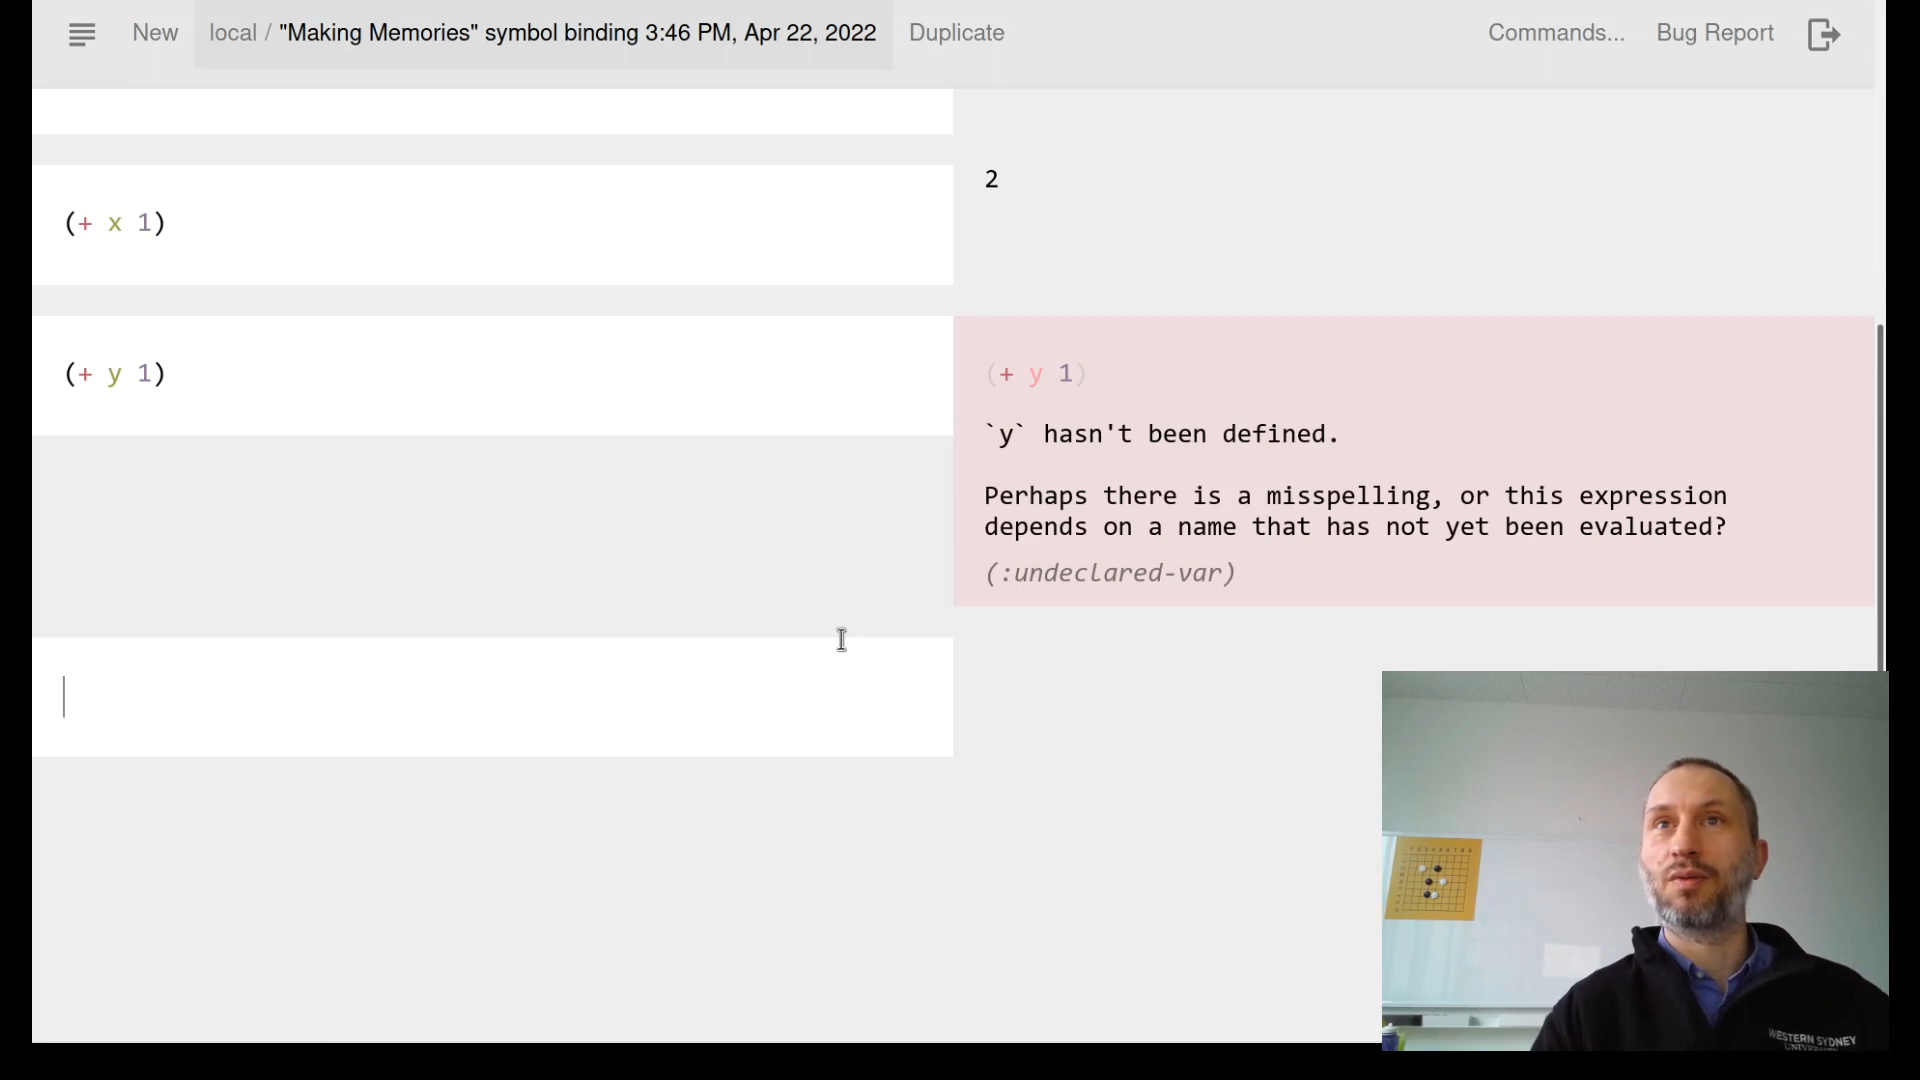 New local / "Making Memories" symbol binding 3:46 PM, Apr 22, 2022 Duplicate Commands... Bug Report
2
(+ x 1)
(+ y 1)
(+ y 1)
`y` hasn't been defined.
Perhaps there is a misspelling, or this expression
depends on a name that has not yet been evaluated?
(:undeclared-var)
WESTERN SYDNEY
UNIVERSITY